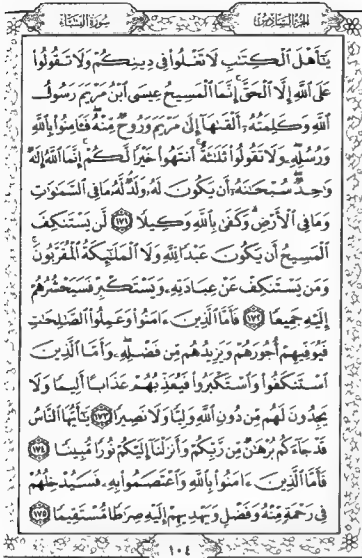 الجزء السادس سورة النساء
يَٰٓأَهۡلَ ٱلۡكِتَٰبِ لَا تَغۡلُواْ فِي دِينِكُمۡ وَلَا تَقُولُواْ
عَلَى ٱللَّهِ إِلَّا ٱلۡحَقَّۚ إِنَّمَا ٱلۡمَسِيحُ عِيسَى ٱبۡنُ مَرۡيَمَ رَسُولُ
ٱللَّهِ وَكَلِمَتُهُۥٓ أَلۡقَىٰهَآ إِلَىٰ مَرۡيَمَ وَرُوحٞ مِّنۡهُۖ فَـَٔامِنُواْ بِٱللَّهِ
وَرُسُلِهِۦۖ وَلَا تَقُولُواْ ثَلَٰثَةٌۚ ٱنتَهُواْ خَيۡرٗا لَّكُمۡۚ إِنَّمَا ٱللَّهُ إِلَٰهٞ
وَٰحِدٞۖ سُبۡحَٰنَهُۥٓ أَن يَكُونَ لَهُۥ وَلَدٞۘ لَّهُۥ مَا فِي ٱلسَّمَٰوَٰتِ
وَمَا فِي ٱلۡأَرۡضِۗ وَكَفَىٰ بِٱللَّهِ وَكِيلٗا ١٧١ لَّن يَسۡتَنكِفَ
ٱلۡمَسِيحُ أَن يَكُونَ عَبۡدٗا لِّلَّهِ وَلَا ٱلۡمَلَٰٓئِكَةُ ٱلۡمُقَرَّبُونَۚ
وَمَن يَسۡتَنكِفۡ عَنۡ عِبَادَتِهِۦ وَيَسۡتَكۡبِرۡ فَسَيَحۡشُرُهُمۡ
إِلَيۡهِ جَمِيعٗا ١٧٢ فَأَمَّا ٱلَّذِينَ ءَامَنُواْ وَعَمِلُواْ ٱلصَّٰلِحَٰتِ
فَيُوَفِّيهِمۡ أُجُورَهُمۡ وَيَزِيدُهُم مِّن فَضۡلِهِۦۖ وَأَمَّا ٱلَّذِينَ
ٱسۡتَنكَفُواْ وَٱسۡتَكۡبَرُواْ فَيُعَذِّبُهُمۡ عَذَابًا أَلِيمٗا وَلَا
يَجِدُونَ لَهُم مِّن دُونِ ٱللَّهِ وَلِيّٗا وَلَا نَصِيرٗا ١٧٣ يَٰٓأَيُّهَا ٱلنَّاسُ
قَدۡ جَآءَكُم بُرۡهَٰنٞ مِّن رَّبِّكُمۡ وَأَنزَلۡنَآ إِلَيۡكُمۡ نُورٗا مُّبِينٗا ١٧٤
فَأَمَّا ٱلَّذِينَ ءَامَنُواْ بِٱللَّهِ وَٱعۡتَصَمُواْ بِهِۦ فَسَيُدۡخِلُهُمۡ
فِي رَحۡمَةٖ مِّنۡهُ وَفَضۡلٖ وَيَهۡدِيهِمۡ إِلَيۡهِ صِرَٰطٗا مُّسۡتَقِيمٗا ١٧٥
١٠٤